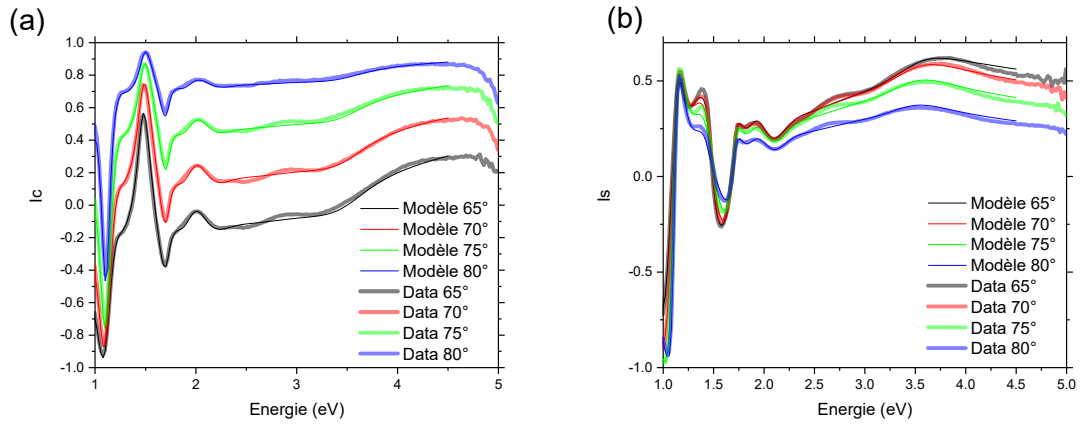 (a)
1.0
0.8
0.6
0.4
0.2
0.0
-0.2
-0.4
-0.6
-0.8
-1.0
Ic
1 2 3 4 5
Energie (eV)
Modèle 65°
Modèle 70°
Modèle 75°
Modèle 80°
Data 65°
Data 70°
Data 75°
Data 80°
(b)
0.5
0.0
-0.5
-1.0
Is
1.0 1.5 2.0 2.5 3.0 3.5 4.0 4.5 5.0
Energie (eV)
Modèle 65°
Modèle 70°
Modèle 75°
Modèle 80°
Data 65°
Data 70°
Data 75°
Data 80°